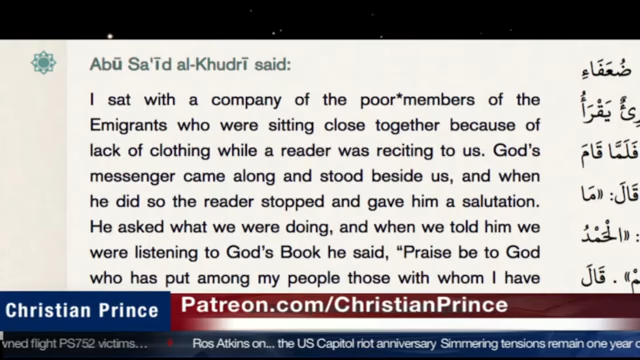 Abū Sa'īd al-Khudrī said:
I sat with a company of the poor*members of the
Emigrants who were sitting close together because of
lack of clothing while a reader was reciting to us. God's
messenger came along and stood beside us, and when
he did so the reader stopped and gave him a salutation.
He asked what we were doing, and when we told him we
were listening to God's Book he said, “Praise be to God
who has put among my people those with whom I have
ضُعَفَاءِ
يَقْرَأُ
فَلَمَّا قَامَ
قَالَ: «مَا
«الْحَمْدُ
قَالَ
Christian Prince
Patreon.com/ChristianPrince
wned flight PS752 victims… Ros Atkins on... the US Capitol riot anniversary Simmering tensions remain one year